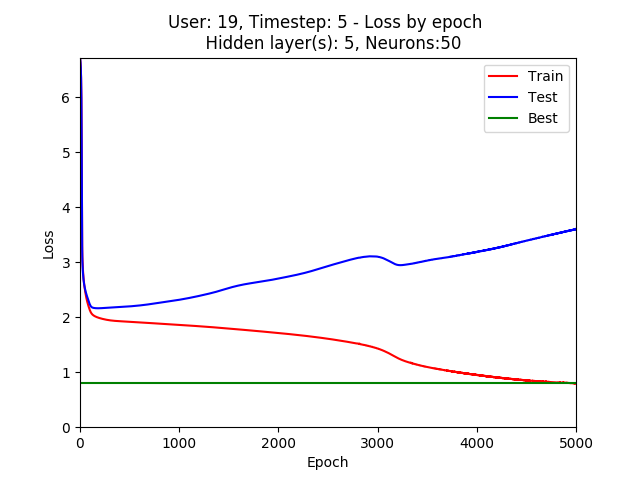 User: 19, Timestep: 5 - Loss by epoch
Hidden layer(s): 5, Neurons:50
Train
Test
Best
Loss
6
5
4
3
2
1
0
0 1000 2000 3000 4000 5000
Epoch